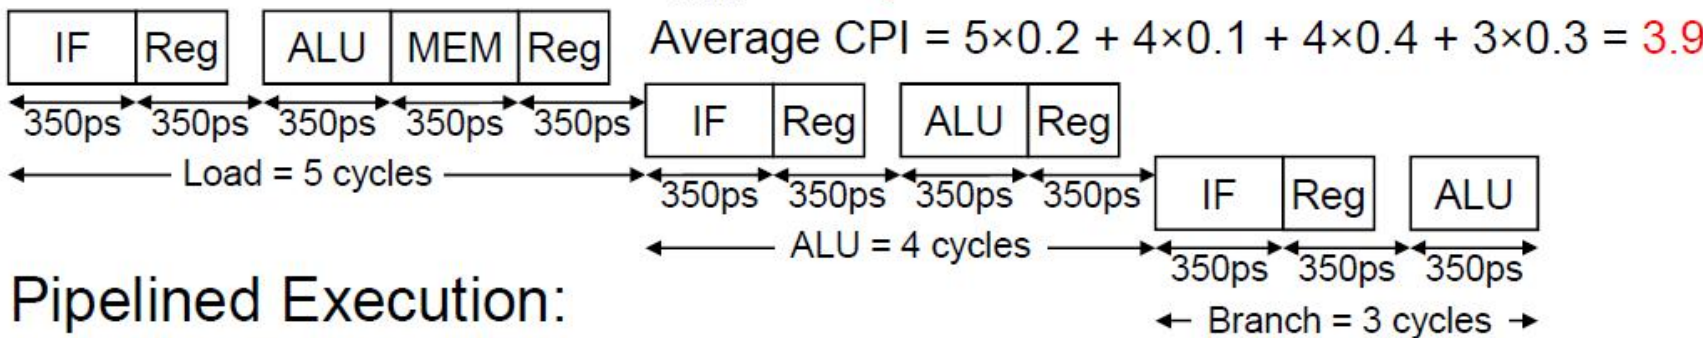 IF Reg ALU MEM Reg Average CPI = 5×0.2 + 4×0.1 + 4×0.4 + 3×0.3 = 3.9
350ps 350ps 350ps 350ps 350ps
Load = 5 cycles
IF Reg ALU Reg
350ps 350ps 350ps 350ps
ALU = 4 cycles
IF Reg ALU
350ps 350ps 350ps
Branch = 3 cycles
Pipelined Execution: